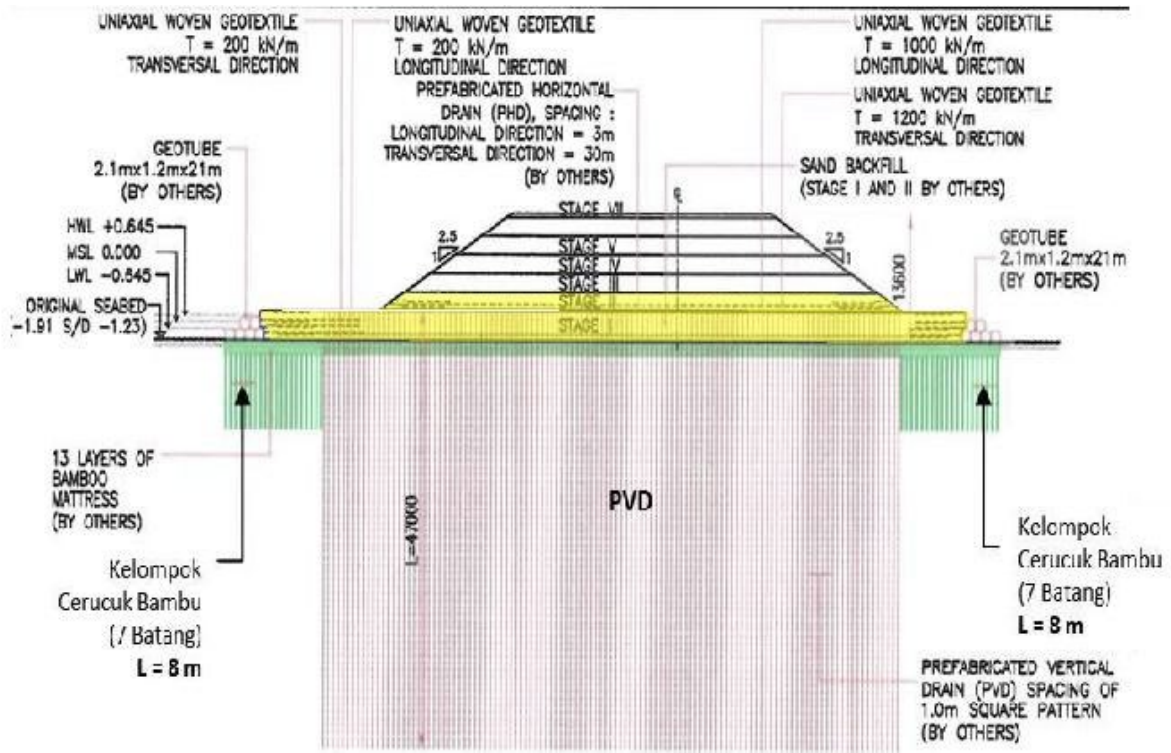 UNIAXIAL WOVEN GEOTEXTILE
T = 200 kN/m
TRANSVERSAL DIRECTION
UNIAXIAL WOVEN GEOTEXTILE
T = 200 kN/m
LONGITUDINAL DIRECTION
PREFABRICATED HORIZONTAL
DRAIN (PHD), SPACING :
LONGITUDINAL DIRECTION = 3m
TRANSVERSAL DIRECTION = 30m
(BY OTHERS)
UNIAXIAL WOVEN GEOTEXTILE
T = 1000 kN/m
LONGITUDINAL DIRECTION
UNIAXIAL WOVEN GEOTEXTILE
T = 1200 kN/m
TRANSVERSAL DIRECTION
SAND BACKFILL
(STAGE I AND II BY OTHERS)
GEOTUBE
2.1mx1.2mx21m
(BY OTHERS)
HWL +0.645
MSL 0.000
LWL -0.645
ORIGINAL SEABED
(-1.91 S/D -1.23)
GEOTUBE
2.1mx1.2mx21m
(BY OTHERS)
2.5
1
2.5
1
STAGE VII
STAGE V
STAGE IV
STAGE III
STAGE
STAGE I
13600
13 LAYERS OF
BAMBOO
MATTRESS
(BY OTHERS)
L=47000
PVD
Kelompok
Cerucuk Bambu
(7 Batang)
L = 8 m
Kelompok
Cerucuk Bambu
(7 Batang)
L = 8 m
PREFABRICATED VERTICAL
DRAIN (PVD) SPACING OF
1.0m SQUARE PATTERN
(BY OTHERS)